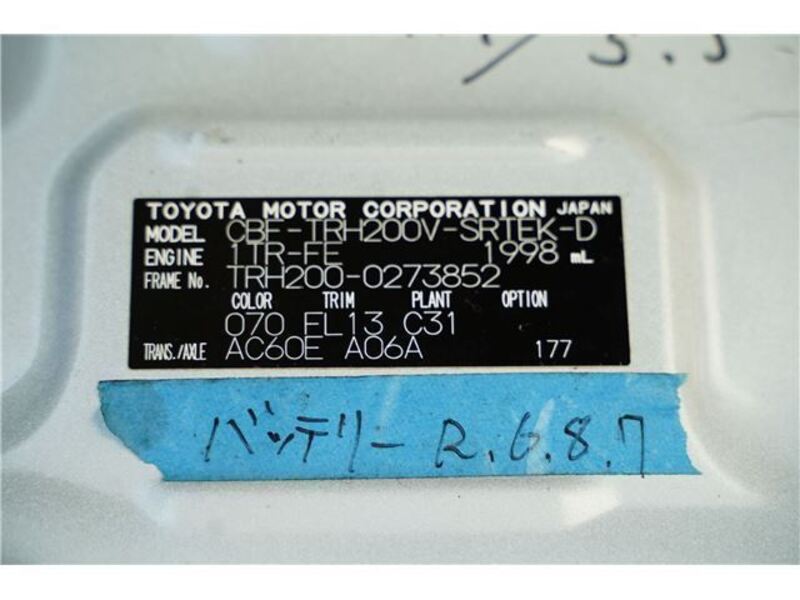 TOYOTA MOTOR CORPORATION JAPAN
MODEL CBF-TRH200V-SRTEK-D
ENGINE 1TR-FE 1998 mL
FRAME No. TRH200-0273852
COLOR TRIM PLANT OPTION
070 FL13 C31
TRANS./AXLE AC60E A06A 177
バッテリー R.6.8.7